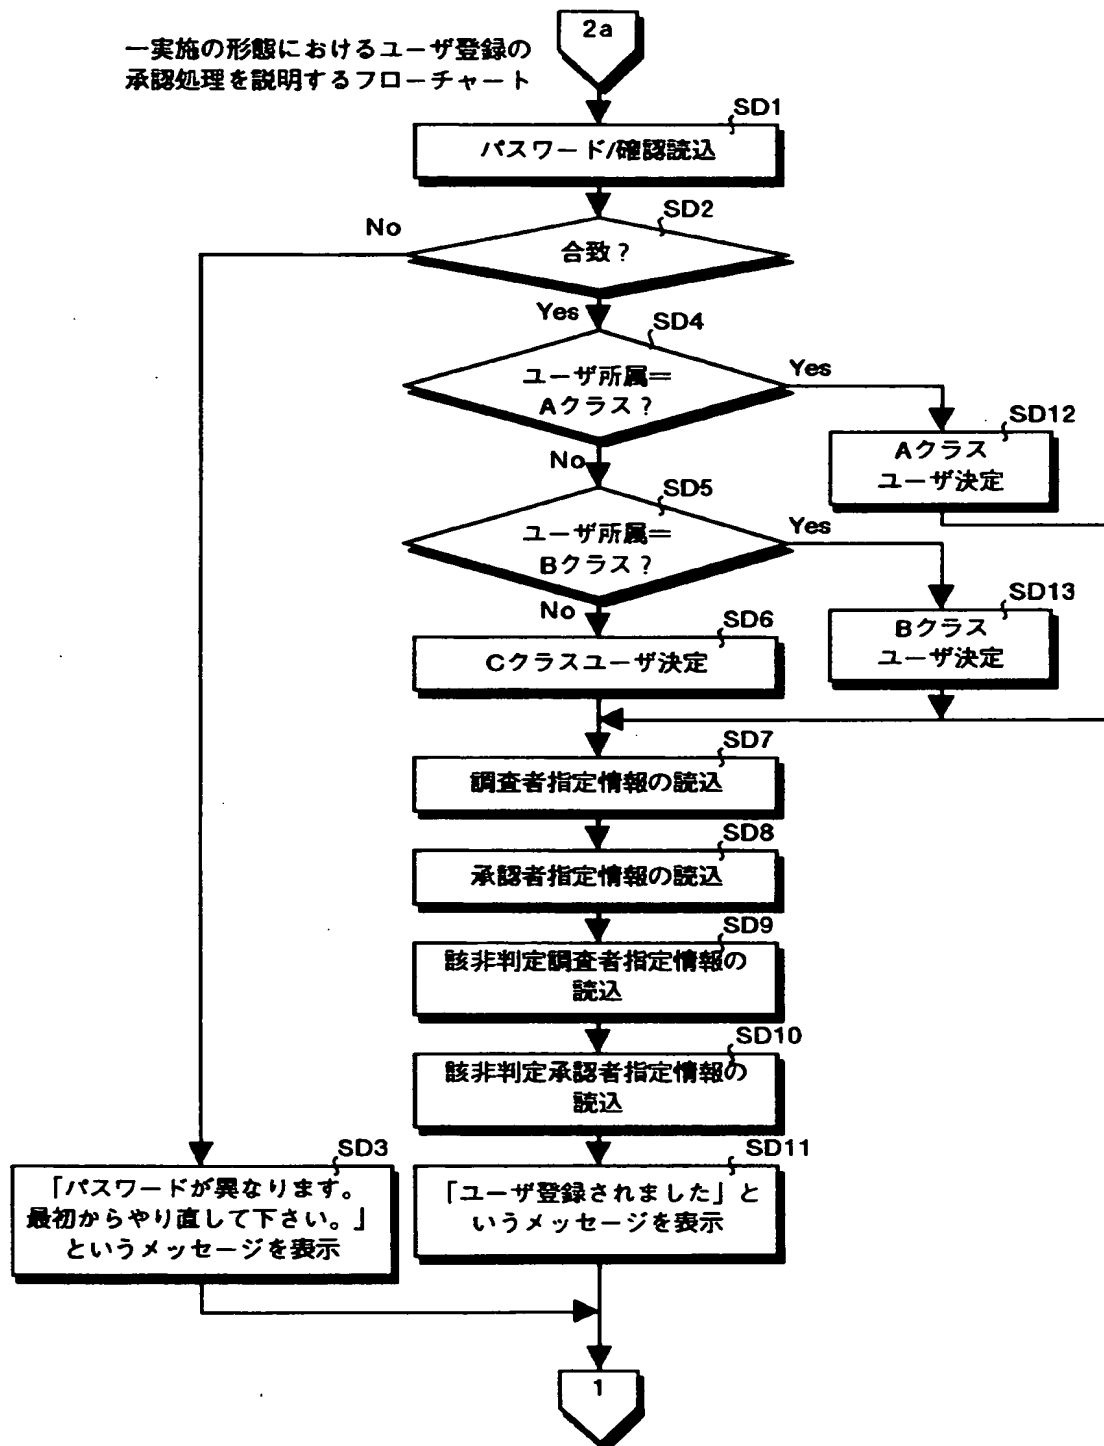 2a
一実施の形態におけるユーザ登録の
承認処理を説明するフローチャート
SD1
パスワード/確認読込
SD2
No
合致？
Yes
SD4
ユーザ所属＝
Aクラス？
Yes
SD12
Aクラス
ユーザ決定
No
SD5
ユーザ所属＝
Bクラス？
Yes
SD13
Bクラス
ユーザ決定
No
SD6
Cクラスユーザ決定
SD7
調査者指定情報の読込
SD8
承認者指定情報の読込
SD9
該非判定調査者指定情報の
読込
SD10
該非判定承認者指定情報の
読込
SD3
「パスワードが異なります。
最初からやり直して下さい。」
というメッセージを表示
SD11
「ユーザ登録されました」と
いうメッセージを表示
1